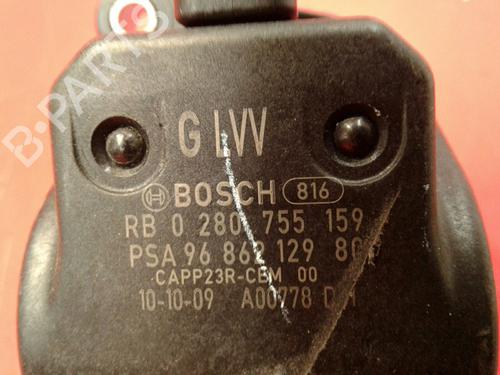 B-PARTS
G LVV
BOSCH 816
RB 0 280 755 159
PSA 96 862 129 80
CAPP23R-CBM 00
10-10-09 A00778